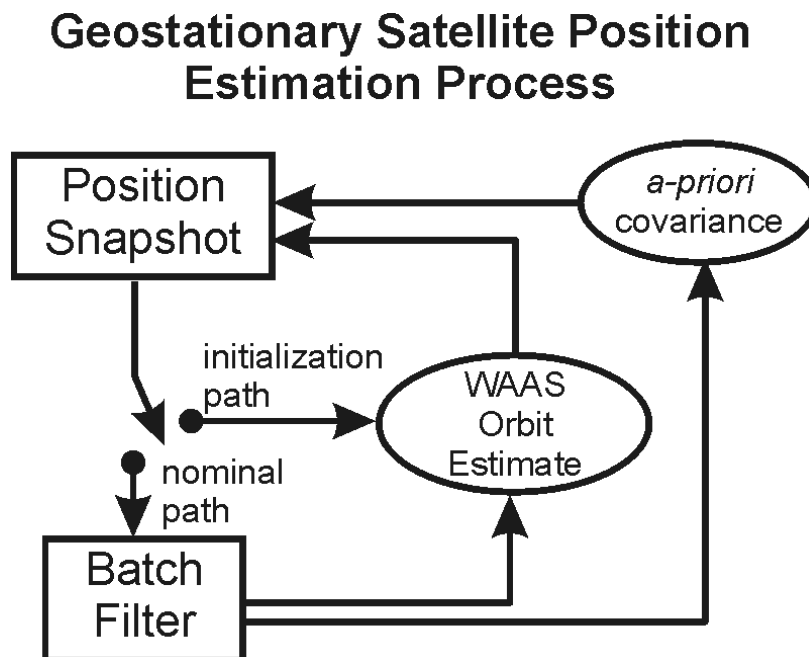 Geostationary Satellite Position
Estimation Process
Position
Snapshot
a-priori
covariance
initialization
path
WAAS
Orbit
Estimate
nominal
path
Batch
Filter